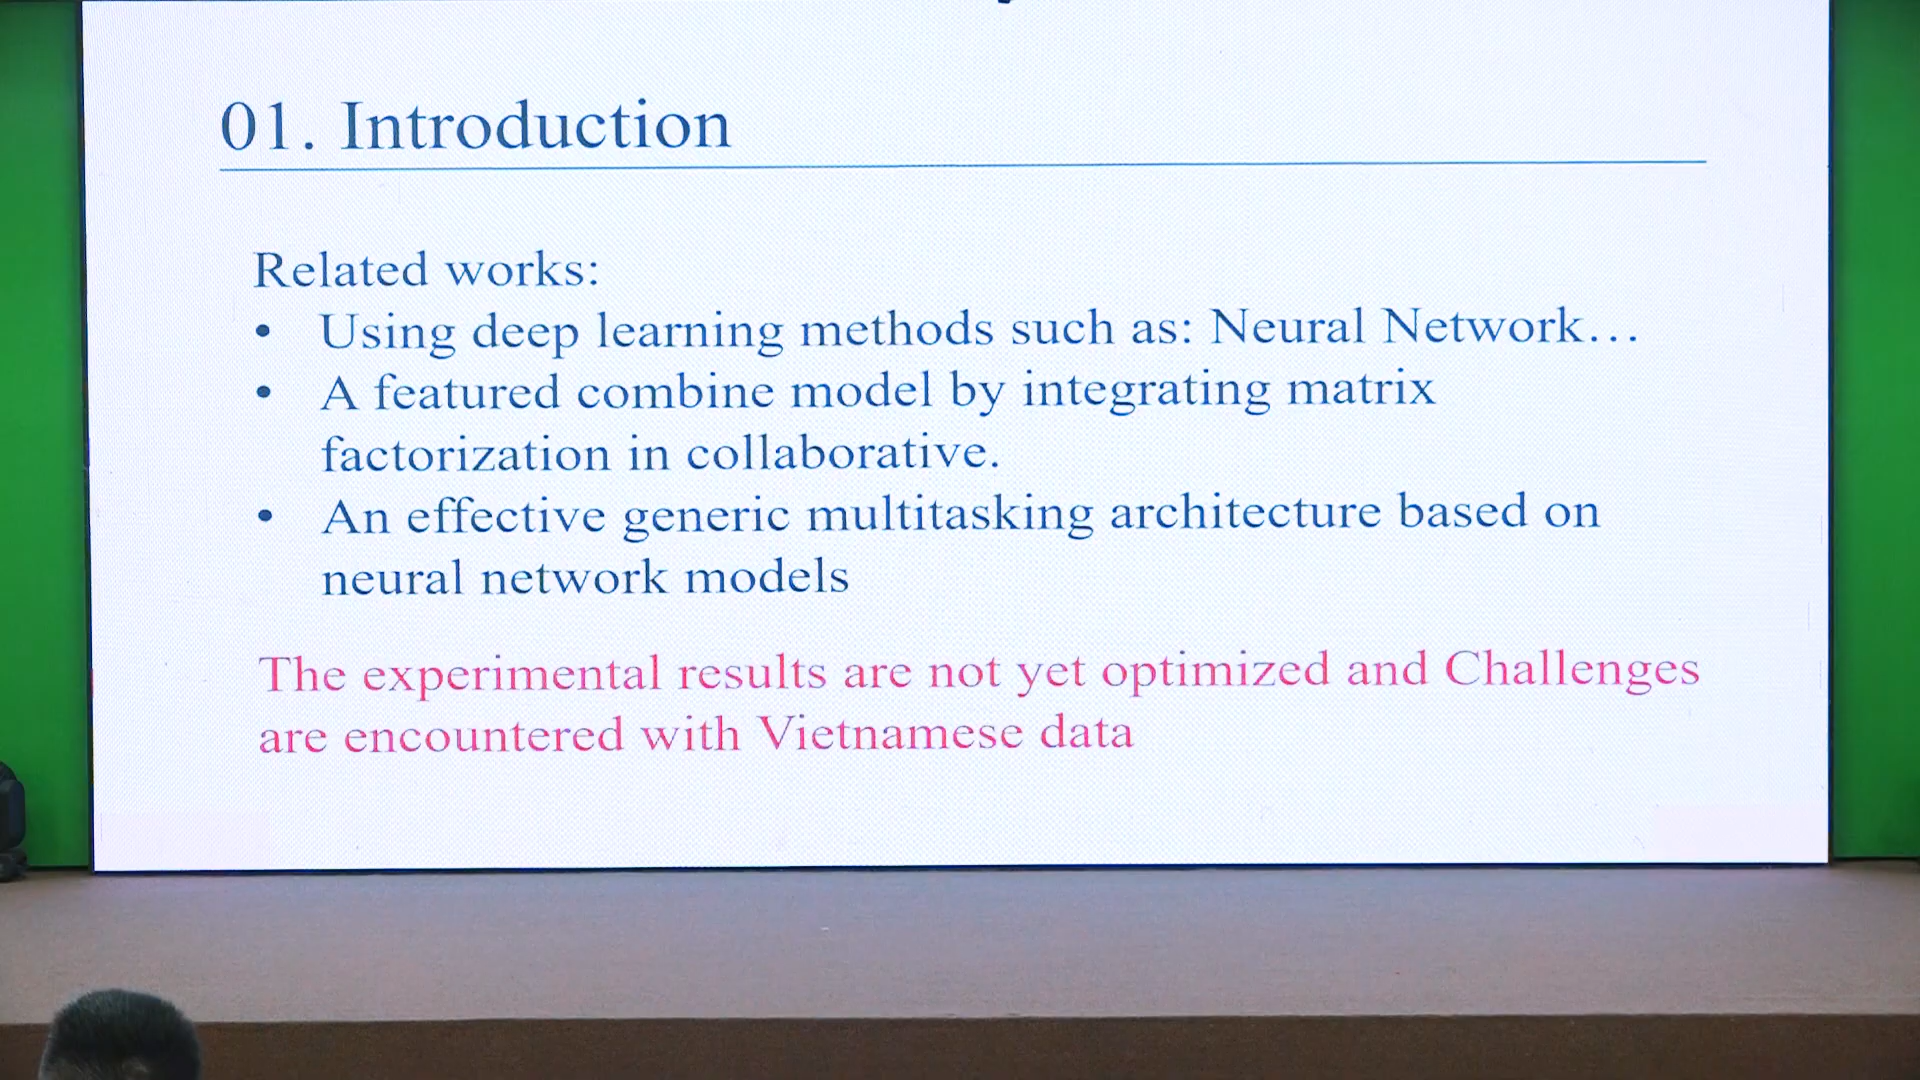 01. Introduction
Related works:
• Using deep learning methods such as: Neural Network...
• A featured combine model by integrating matrix
factorization in collaborative.
• An effective generic multitasking architecture based on
neural network models
The experimental results are not yet optimized and Challenges
are encountered with Vietnamese data